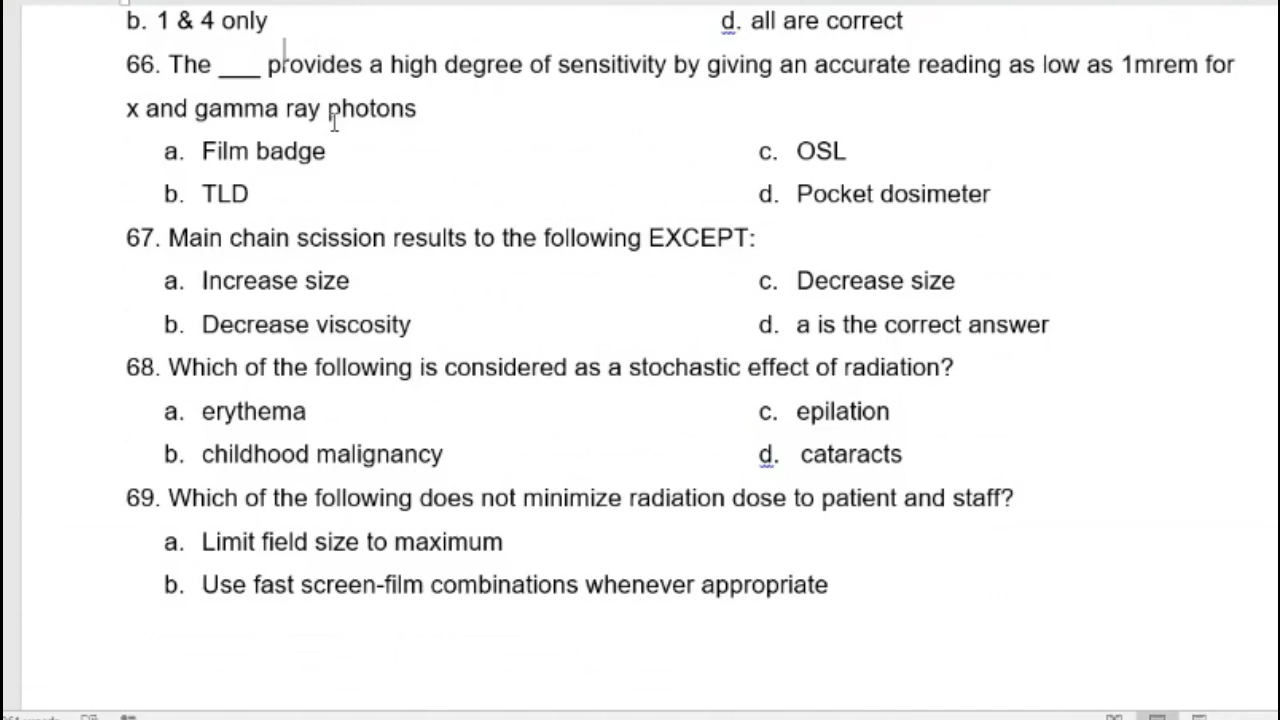 b. 1 & 4 only d. all are correct
66. The ___ provides a high degree of sensitivity by giving an accurate reading as low as 1mrem for
x and gamma ray photons
a. Film badge c. OSL
b. TLD d. Pocket dosimeter
67. Main chain scission results to the following EXCEPT:
a. Increase size c. Decrease size
b. Decrease viscosity d. a is the correct answer
68. Which of the following is considered as a stochastic effect of radiation?
a. erythema c. epilation
b. childhood malignancy d. cataracts
69. Which of the following does not minimize radiation dose to patient and staff?
a. Limit field size to maximum
b. Use fast screen-film combinations whenever appropriate